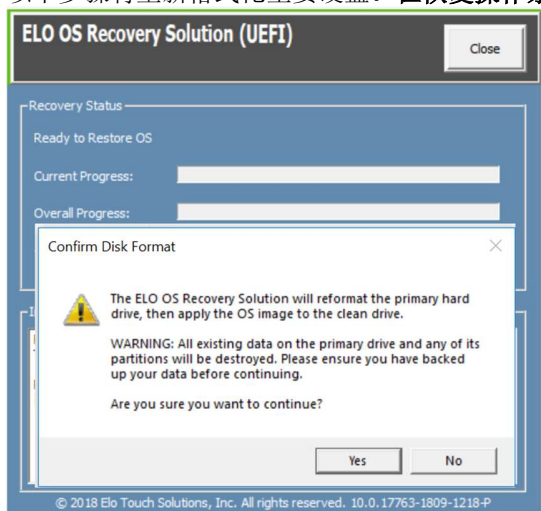 ELO OS Recovery Solution (UEFI)
Close
Recovery Status
Ready to Restore OS
Current Progress:
Overall Progress:
Confirm Disk Format
The ELO OS Recovery Solution will reformat the primary hard
drive, then apply the OS image to the clean drive.
WARNING: All existing data on the primary drive and any of its
partitions will be destroyed. Please ensure you have backed
up your data before continuing.
Are you sure you want to continue?
Yes
No
© 2018 Elo Touch Solutions, Inc. All rights reserved. 10.0.17763-1809-1218-P